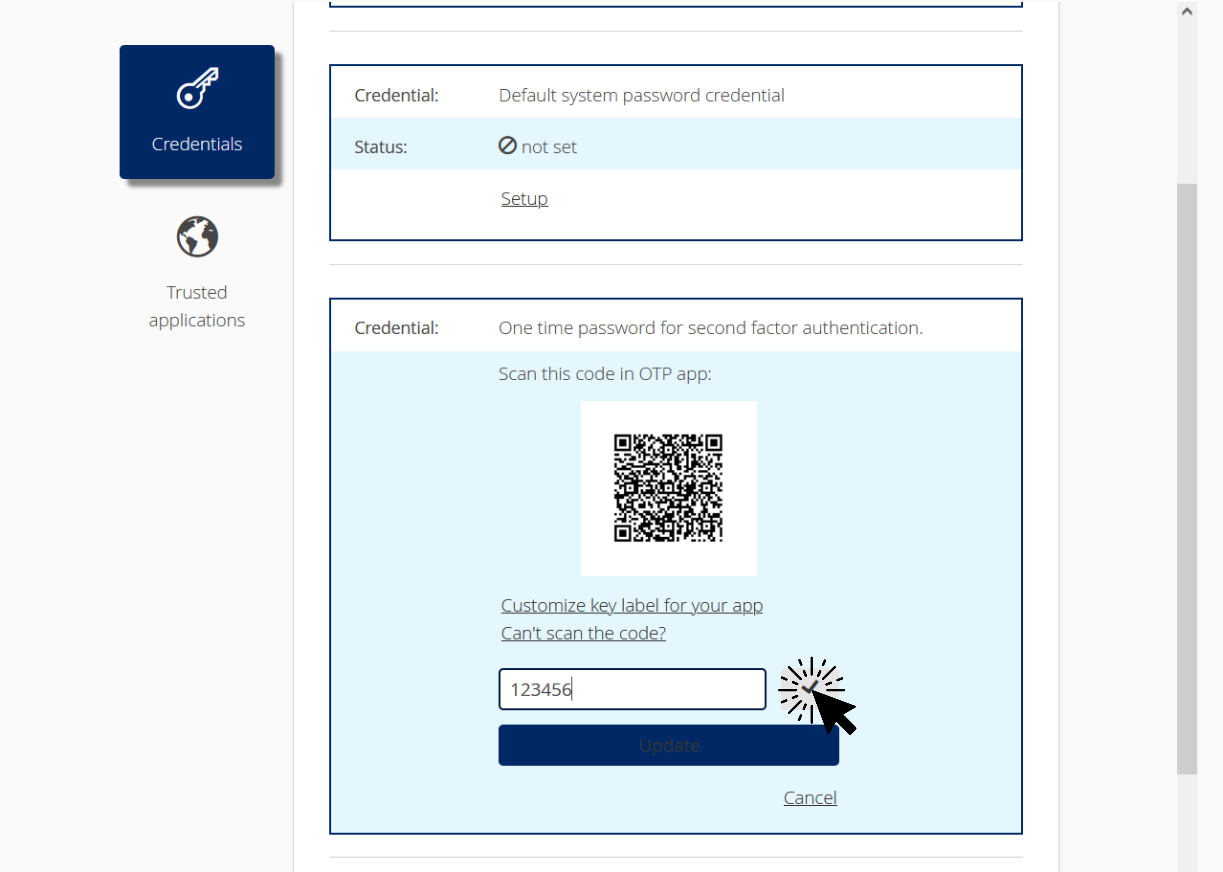 Credentials
Trusted
applications
Credential: Default system password credential
Status: not set
Setup
Credential: One time password for second factor authentication.
Scan this code in OTP app:
Customize key label for your app
Can't scan the code?
123456
Update
Cancel